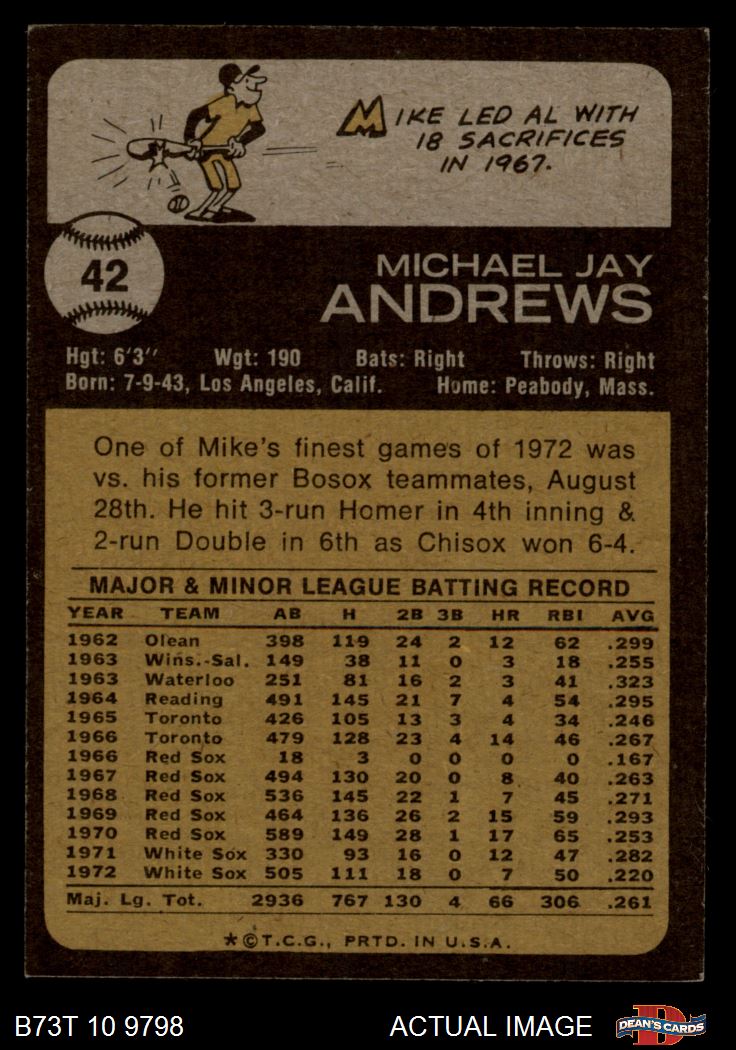 MIKE LED AL WITH
18 SACRIFICES
IN 1967.
42
MICHAEL JAY
ANDREWS
Hgt: 6'3" Wgt: 190 Bats: Right Throws: Right
Born: 7-9-43, Los Angeles, Calif. Home: Peabody, Mass.
One of Mike's finest games of 1972 was
vs. his former Bosox teammates, August
28th. He hit 3-run Homer in 4th inning &
2-run Double in 6th as Chisox won 6-4.
MAJOR & MINOR LEAGUE BATTING RECORD
YEAR TEAM AB H 2B 3B HR RBI AVG
1962 Olean 398 119 24 2 12 62 .299
1963 Wins.-Sal. 149 38 11 0 3 18 .255
1963 Waterloo 251 81 16 2 3 41 .323
1964 Reading 491 145 21 7 4 54 .295
1965 Toronto 426 105 13 3 4 34 .246
1966 Toronto 479 128 23 4 14 46 .267
1966 Red Sox 18 3 0 0 0 0 .167
1967 Red Sox 494 130 20 0 8 40 .263
1968 Red Sox 536 145 22 1 7 45 .271
1969 Red Sox 464 136 26 2 15 59 .293
1970 Red Sox 589 149 28 1 17 65 .253
1971 White Sox 330 93 16 0 12 47 .282
1972 White Sox 505 111 18 0 7 50 .220
Maj. Lg. Tot. 2936 767 130 4 66 306 .261
★©T.C.G., PRTD. IN U.S.A.
B73T 10 9798 ACTUAL IMAGE D DEAN'S CARDS